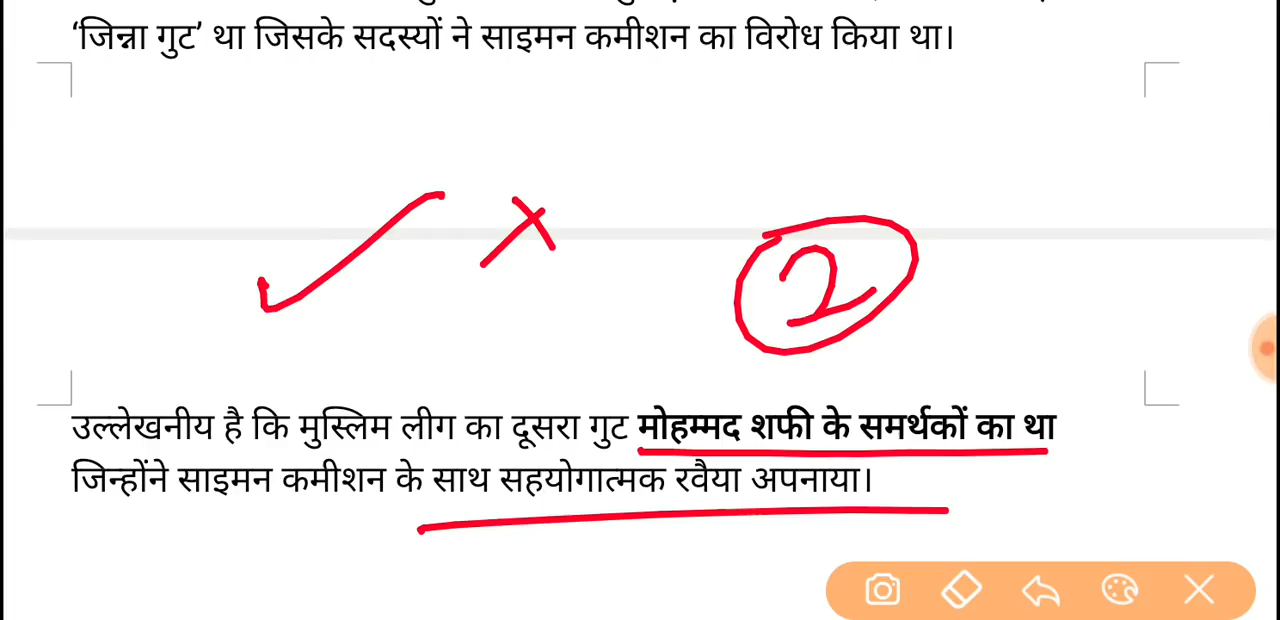 ‘जिन्ना गुट’ था जिसके सदस्यों ने साइमन कमीशन का विरोध किया था।
2
उल्लेखनीय है कि मुस्लिम लीग का दूसरा गुट मोहम्मद शफी के समर्थकों का था
जिन्होंने साइमन कमीशन के साथ सहयोगात्मक रवैया अपनाया।